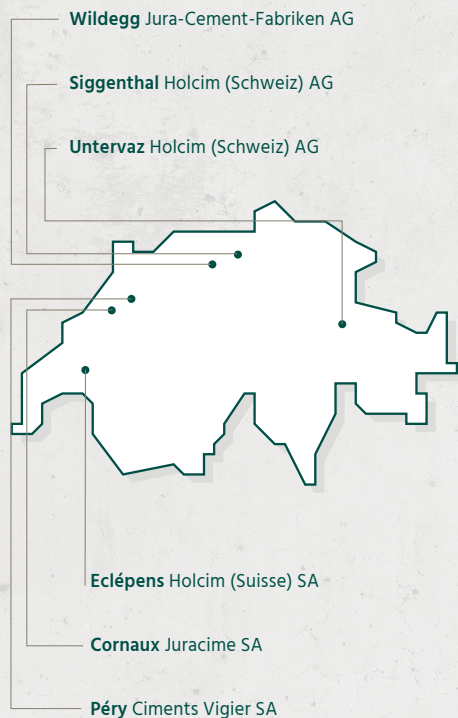 Wildegg Jura-Cement-Fabriken AG
Siggenthal Holcim (Schweiz) AG
Untervaz Holcim (Schweiz) AG
Eclépens Holcim (Suisse) SA
Cornaux Juracime SA
Péry Ciments Vigier SA